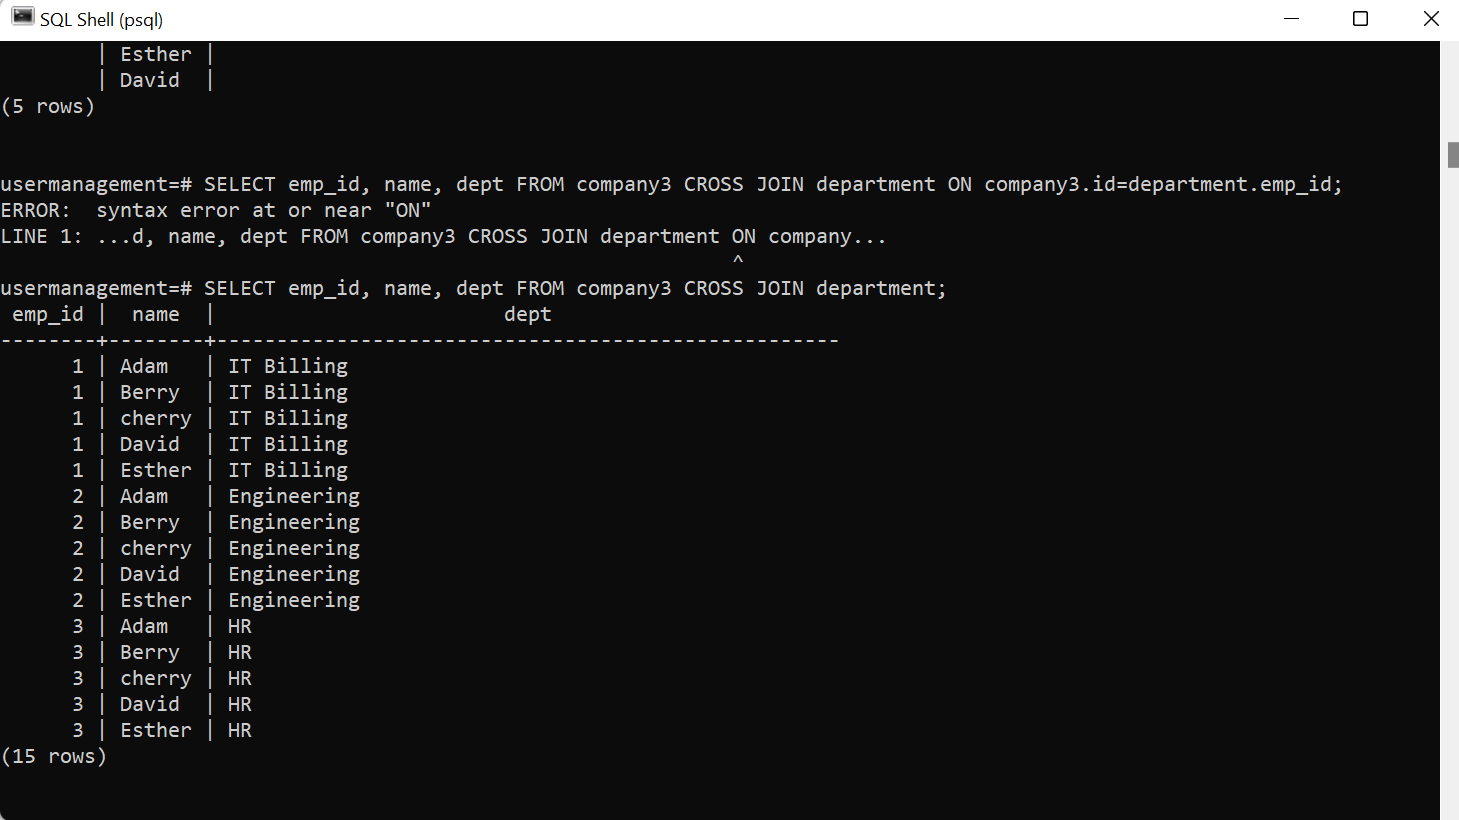 SQL Shell (psql)
        | Esther |
        | David  |
(5 rows)
usermanagement=# SELECT emp_id, name, dept FROM company3 CROSS JOIN department ON company3.id=department.emp_id;
ERROR:  syntax error at or near "ON"
LINE 1: ...d, name, dept FROM company3 CROSS JOIN department ON company...
                                                             ^
usermanagement=# SELECT emp_id, name, dept FROM company3 CROSS JOIN department;
 emp_id |  name  |                        dept
--------+--------+----------------------------------------------------
      1 | Adam   | IT Billing
      1 | Berry  | IT Billing
      1 | cherry | IT Billing
      1 | David  | IT Billing
      1 | Esther | IT Billing
      2 | Adam   | Engineering
      2 | Berry  | Engineering
      2 | cherry | Engineering
      2 | David  | Engineering
      2 | Esther | Engineering
      3 | Adam   | HR
      3 | Berry  | HR
      3 | cherry | HR
      3 | David  | HR
      3 | Esther | HR
(15 rows)